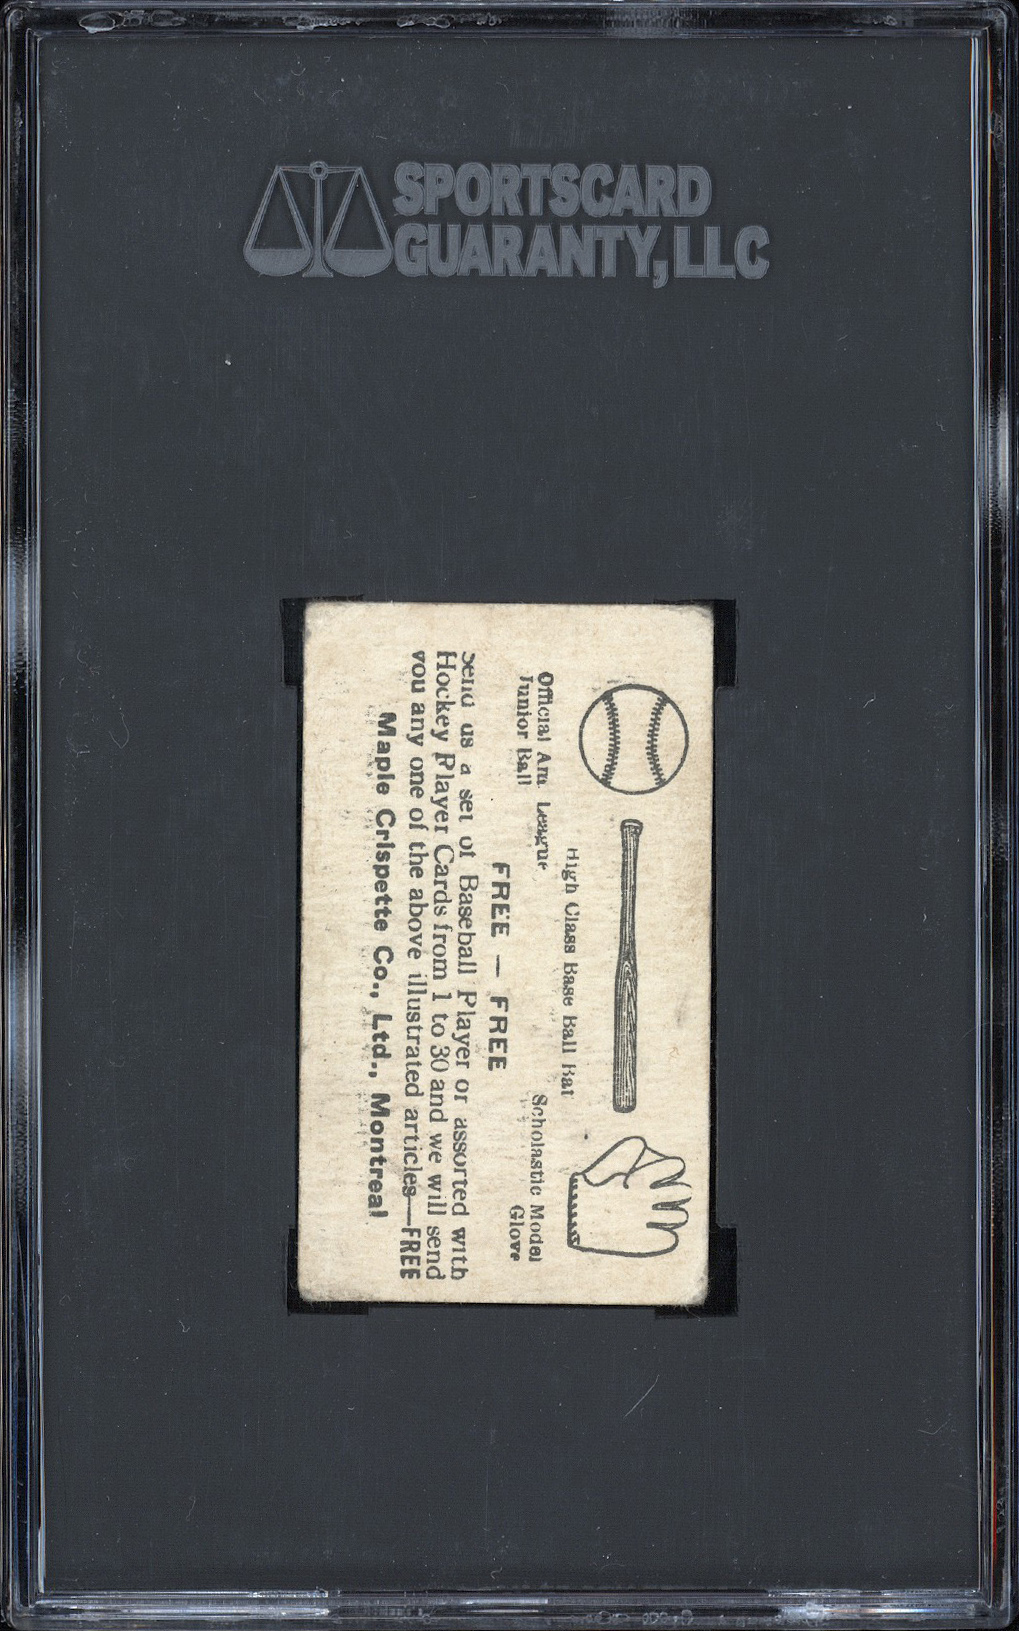 SPORTSCARD
GUARANTY, LLC
Official Am League
Junior Ball
High Class Base Ball Bat
Scholastic Model
Glove
FREE — FREE
Send us a set of Baseball Player or assorted with
Hockey Player Cards from 1 to 30 and we will send
you any one of the above illustrated articles—FREE
Maple Crispette Co., Ltd., Montreal